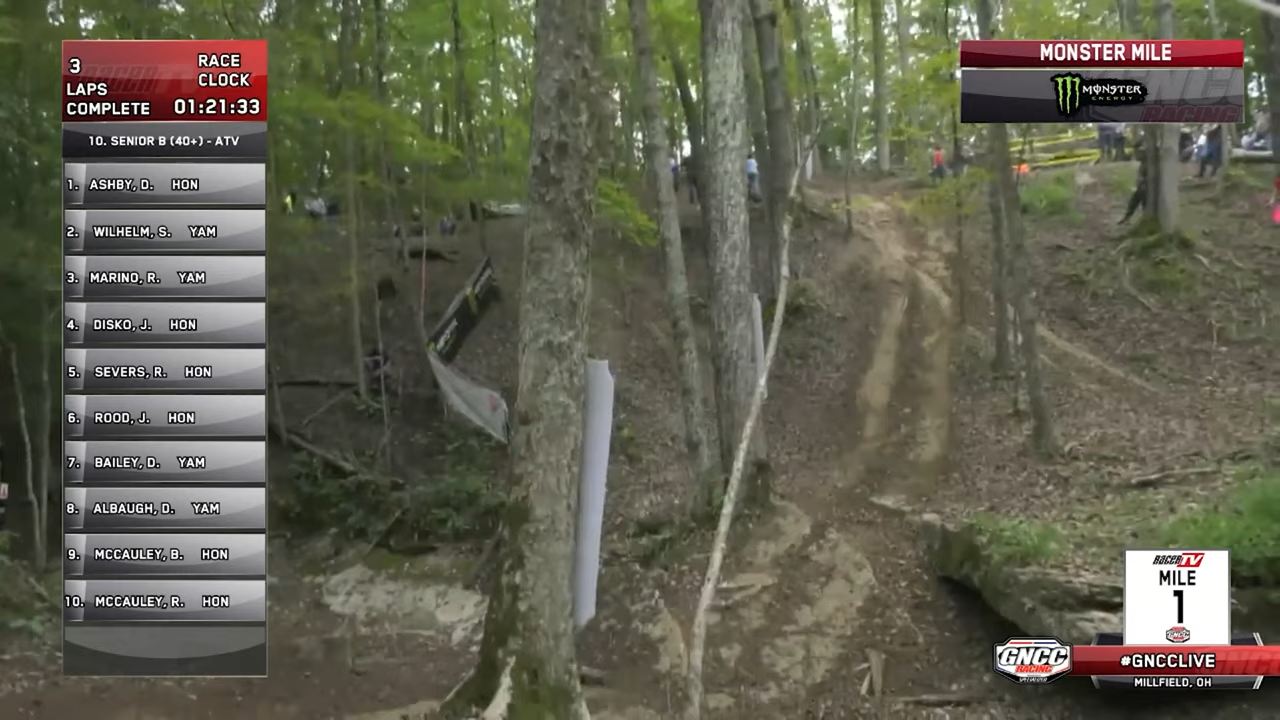 3
LAPS
COMPLETE
RACE
CLOCK
01:21:33
10. SENIOR B (40+) - ATV
1. ASHBY, D. HON
2. WILHELM, S. YAM
3. MARINO, R. YAM
4. DISKO, J. HON
5. SEVERS, R. HON
6. ROOD, J. HON
7. BAILEY, D. YAM
8. ALBAUGH, D. YAM
9. MCCAULEY, B. HON
10. MCCAULEY, R. HON
MONSTER MILE
MONSTER
ENERGY
RACER TV
MILE
1
GNCC
RACING
#GNCCLIVE
MILLFIELD, OH